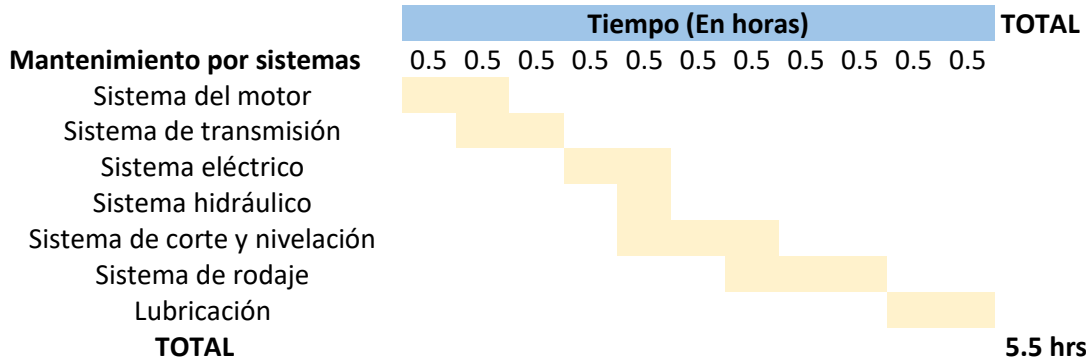 Tiempo (En horas) TOTAL
Mantenimiento por sistemas 0.5 0.5 0.5 0.5 0.5 0.5 0.5 0.5 0.5 0.5 0.5
Sistema del motor
Sistema de transmisión
Sistema eléctrico
Sistema hidráulico
Sistema de corte y nivelación
Sistema de rodaje
Lubricación
TOTAL 5.5 hrs